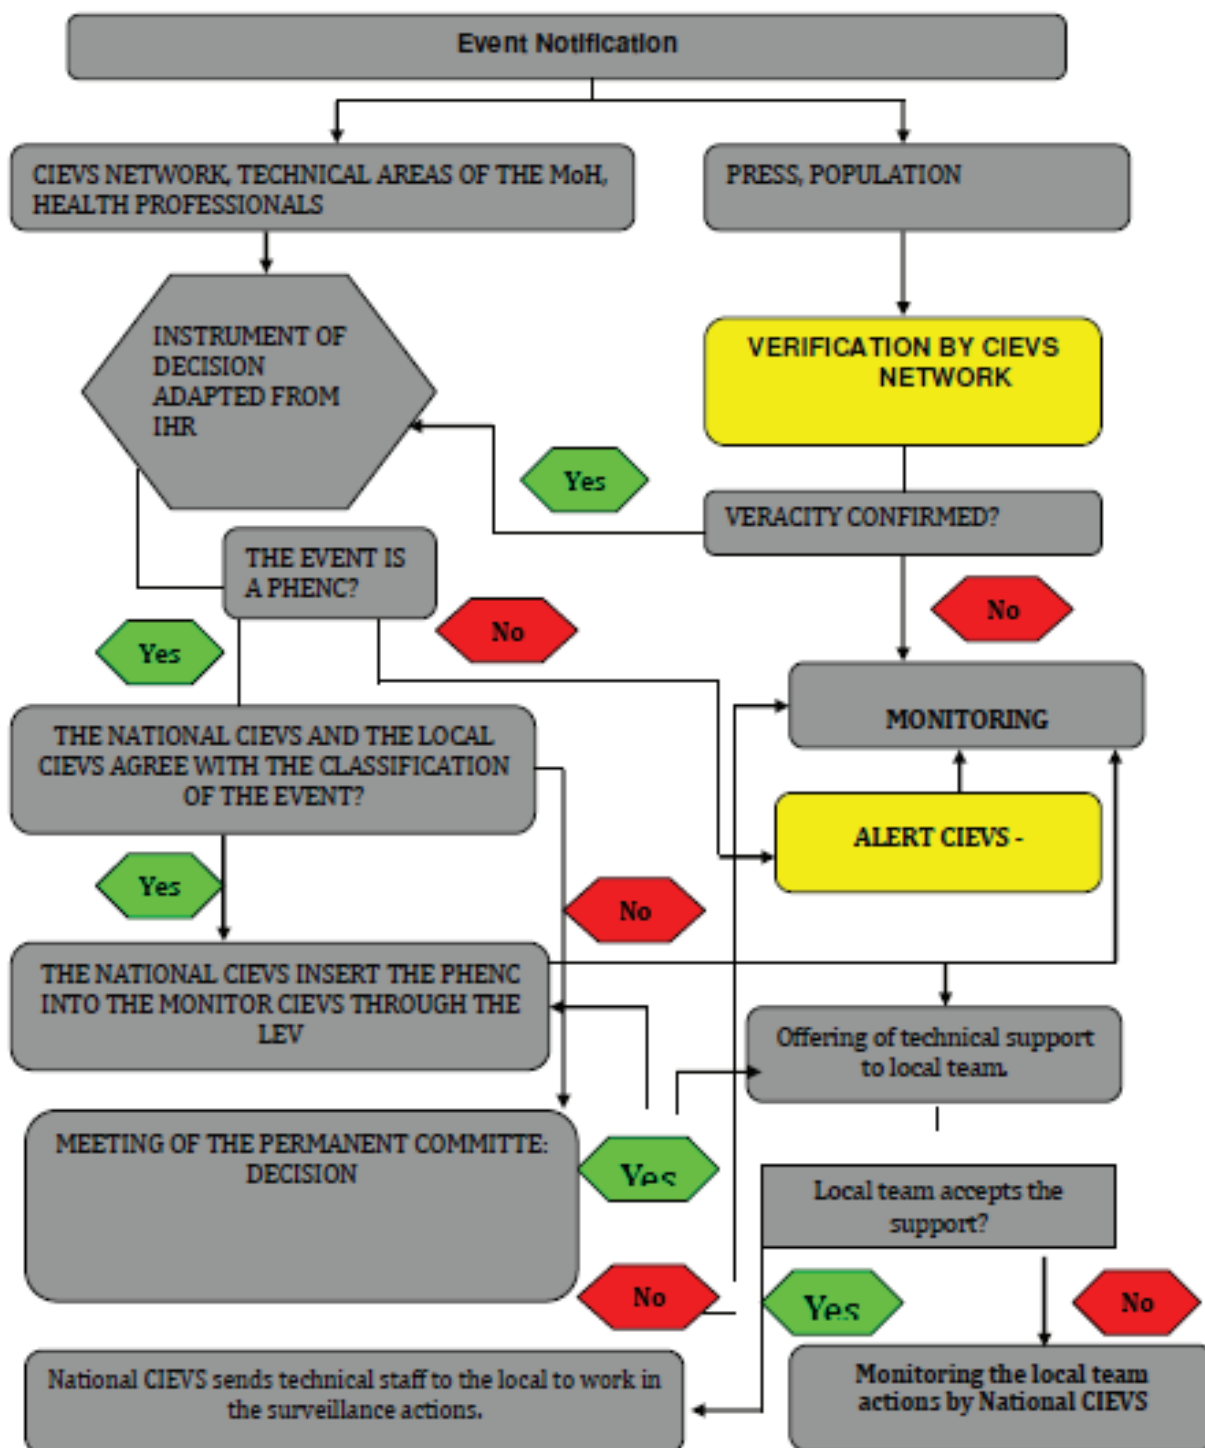 Event Notification
CIEVS NETWORK, TECHNICAL AREAS OF THE MoH,
HEALTH PROFESSIONALS
PRESS, POPULATION
INSTRUMENT OF
DECISION
ADAPTED FROM
IHR
VERIFICATION BY CIEVS
NETWORK
Yes
VERACITY CONFIRMED?
THE EVENT IS
A PHENC?
No
No
Yes
MONITORING
THE NATIONAL CIEVS AND THE LOCAL
CIEVS AGREE WITH THE CLASSIFICATION
OF THE EVENT?
ALERT CIEVS -
Yes
No
THE NATIONAL CIEVS INSERT THE PHENC
INTO THE MONITOR CIEVS THROUGH THE
LEV
Offering of technical support
to local team.
MEETING OF THE PERMANENT COMMITTE:
DECISION
Yes
Local team accepts the
support?
No
Yes
No
National CIEVS sends technical staff to the local to work in
the surveillance actions.
Monitoring the local team
actions by National CIEVS